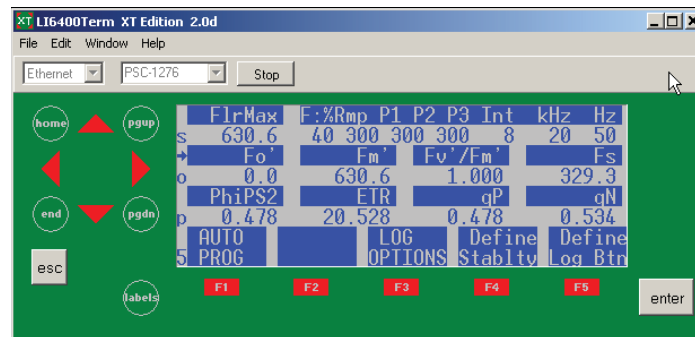 XT LI6400Term XT Edition 2.0d
File Edit Window Help
Ethernet PSC-1276 Stop
home pgup
end pgdn
esc
labels
FlrMax F:%Rmp P1 P2 P3 Int kHz Hz
s 630.6 40 300 300 300 8 20 50
Fo' Fm' Fv'/Fm' Fs
o 0.0 630.6 1.000 329.3
PhiPS2 ETR qP qN
p 0.478 20.528 0.478 0.534
AUTO LOG Define Define
5 PROG OPTIONS Stablty Log Btn
F1 F2 F3 F4 F5
enter